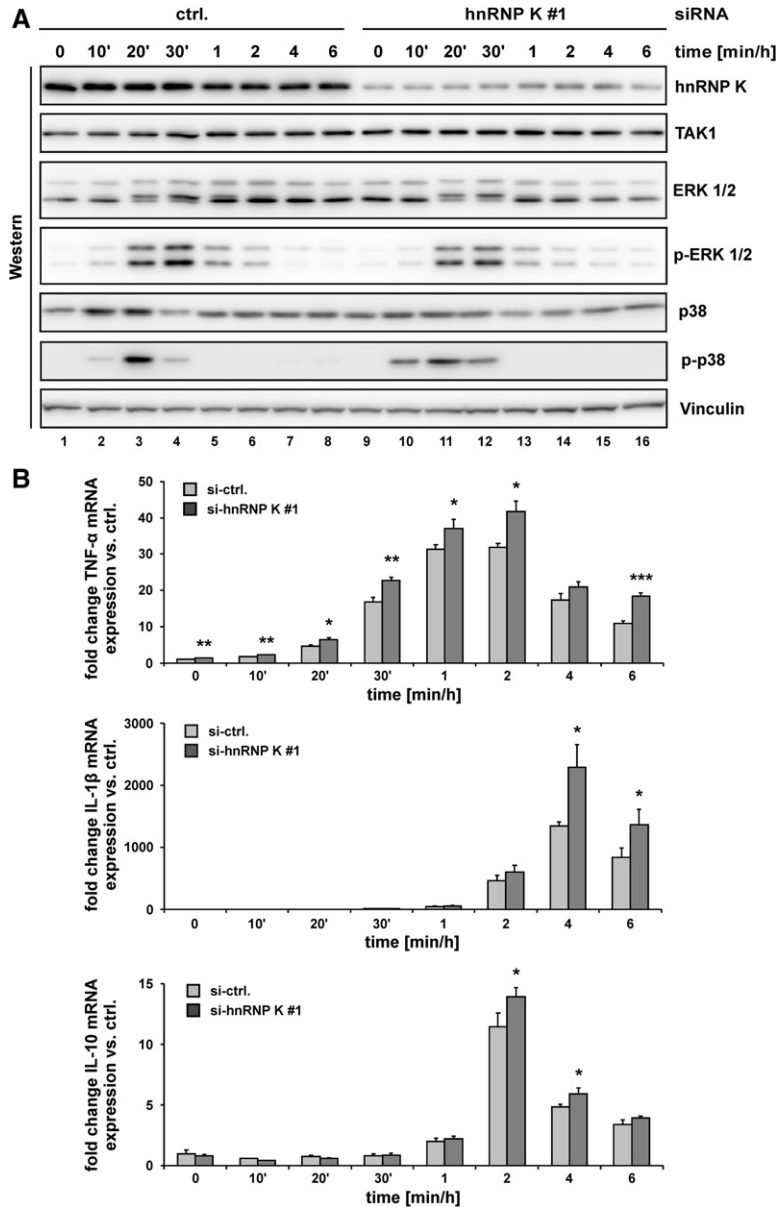 A
ctrl. hnRNP K #1 siRNA
0 10' 20' 30' 1 2 4 6 0 10' 20' 30' 1 2 4 6 time [min/h]
Western
hnRNP K
TAK1
ERK 1/2
p-ERK 1/2
p38
p-p38
Vinculin
1 2 3 4 5 6 7 8 9 10 11 12 13 14 15 16
B
fold change TNF-α mRNA
expression vs. ctrl.
50
40
30
20
10
0
si-ctrl.
si-hnRNP K #1
** ** * ** * * ***
0 10' 20' 30' 1 2 4 6
time [min/h]
fold change IL-1β mRNA
expression vs. ctrl.
3000
2000
1000
0
si-ctrl.
si-hnRNP K #1
* *
0 10' 20' 30' 1 2 4 6
time [min/h]
fold change IL-10 mRNA
expression vs. ctrl.
15
10
5
0
si-ctrl.
si-hnRNP K #1
* *
0 10' 20' 30' 1 2 4 6
time [min/h]